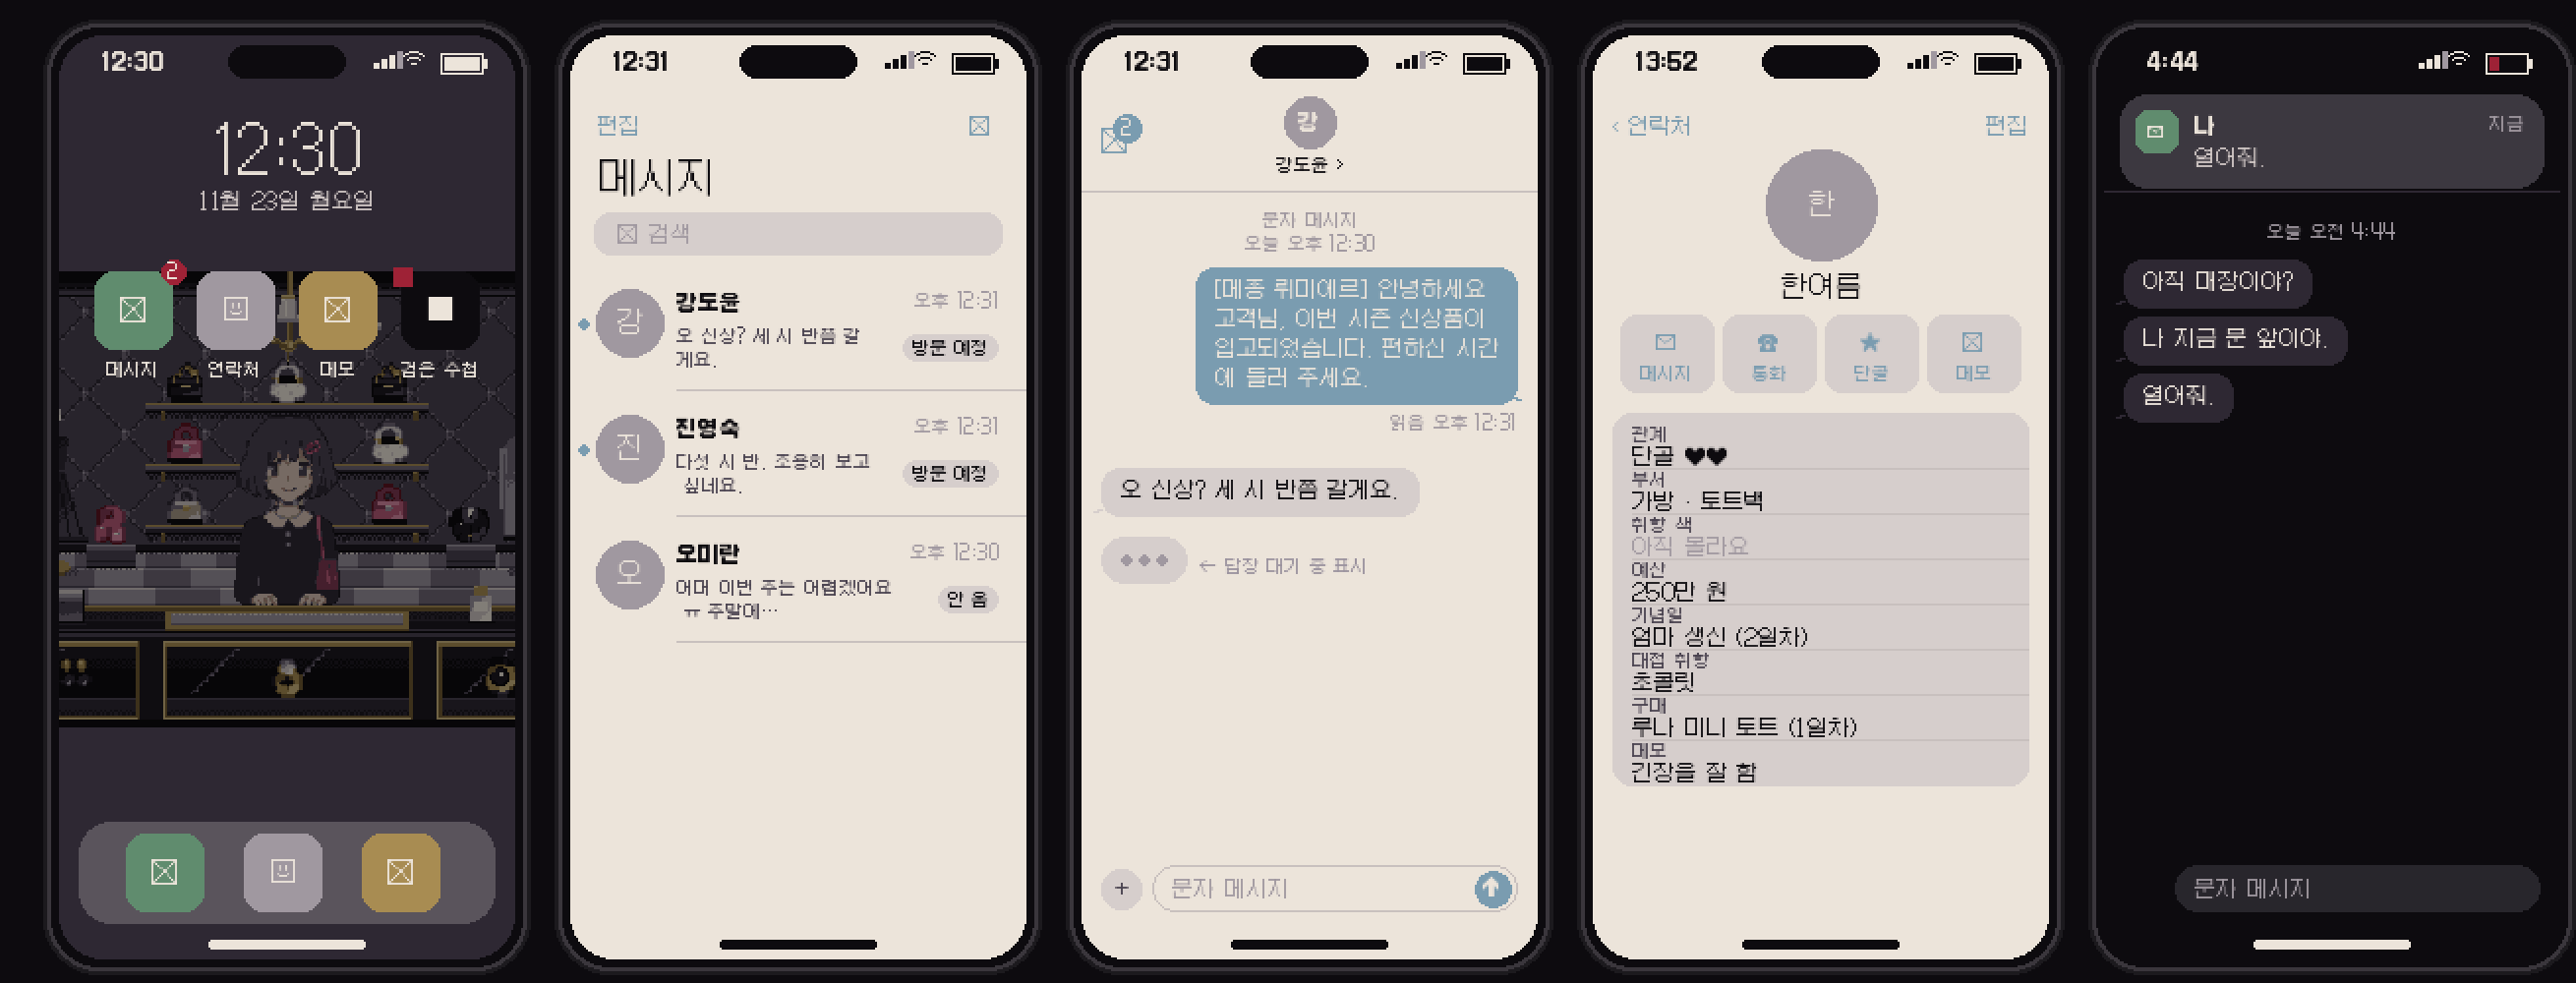 12:30
12:30
11월 23일 월요일
2
메시지
연락처
메모
검은 수첩
12:31
편집
메시지
검색
강
강도윤
오후 12:31
오 신상? 세 시 반쯤 갈
게요.
방문 예정
진
진영숙
오후 12:31
다섯 시 반. 조용히 보고
싶네요.
방문 예정
오
오미란
오후 12:30
어머 이번 주는 어렵겠어요
ㅠ 주말에…
안 옴
12:31
2
강
강도윤 >
문자 메시지
오늘 오후 12:30
[메종 뤼미에르] 안녕하세요
고객님, 이번 시즌 신상품이
입고되었습니다. 편하신 시간
에 들러 주세요.
읽음 오후 12:31
오 신상? 세 시 반쯤 갈게요.
← 답장 대기 중 표시
+
문자 메시지
13:52
‹ 연락처
편집
한
한여름
메시지
통화
단골
메모
관계
단골 ♥♥
부서
가방 · 토트백
취향 색
아직 몰라요
예산
250만 원
기념일
엄마 생신 (2일차)
대접 취향
초콜릿
구매
루나 미니 토트 (1일차)
메모
긴장을 잘 함
4:44
나
지금
열어줘.
오늘 오전 4:44
아직 매장이야?
나 지금 문 앞이야.
열어줘.
문자 메시지